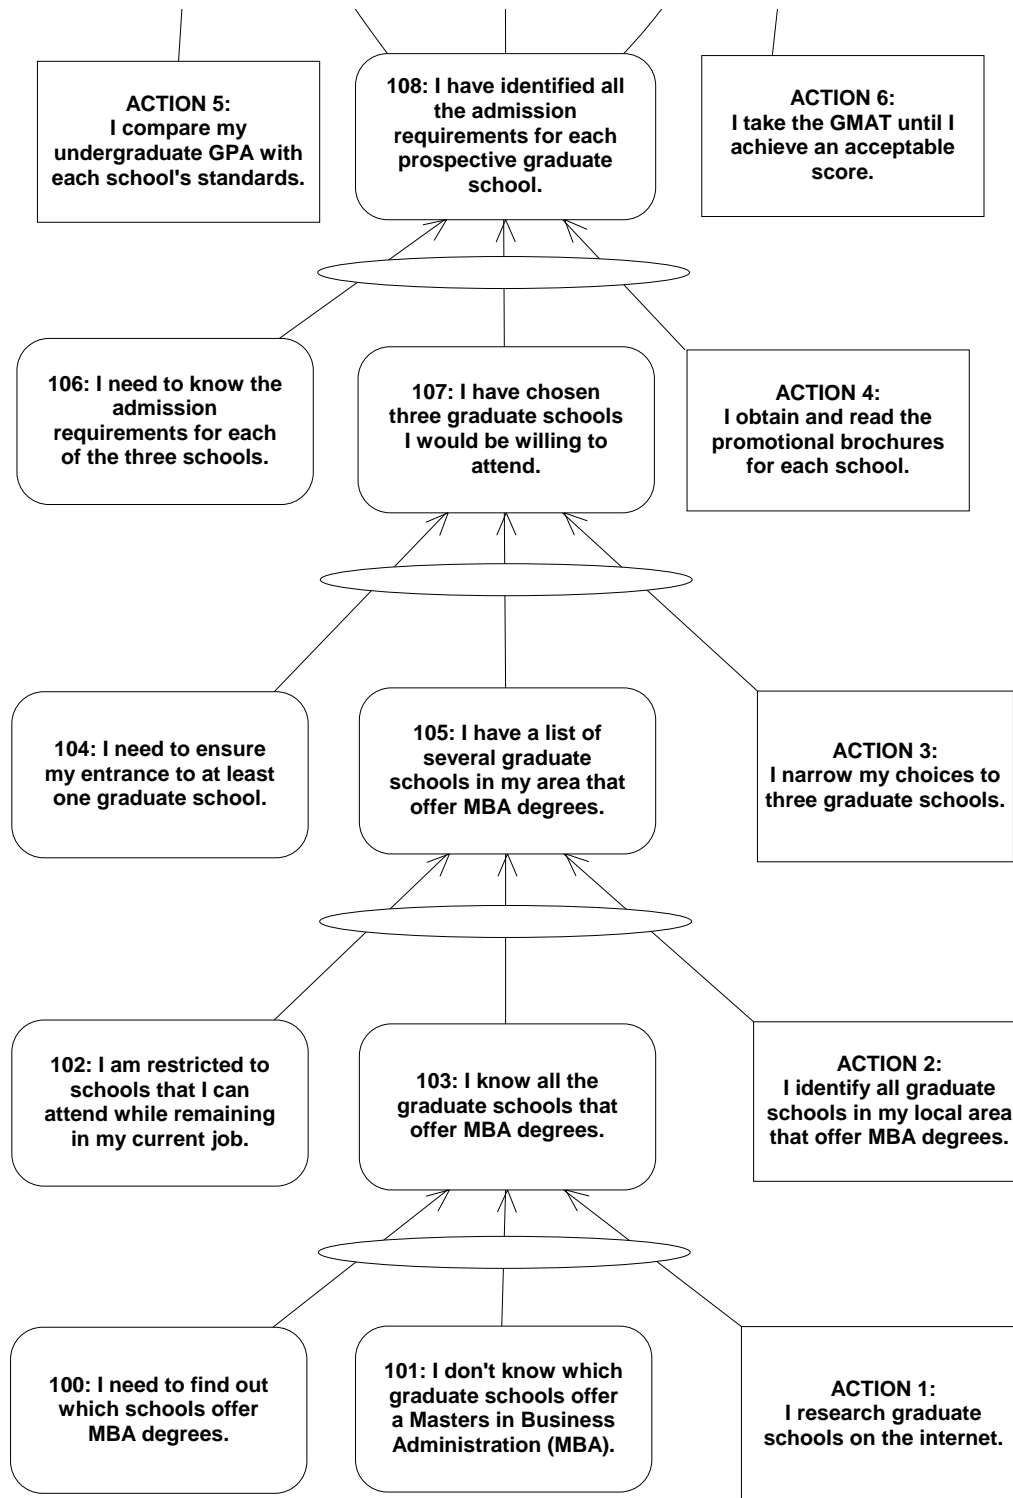 ACTION 5:
I compare my
undergraduate GPA with
each school's standards.
108: I have identified all
the admission
requirements for each
prospective graduate
school.
ACTION 6:
I take the GMAT until I
achieve an acceptable
score.
106: I need to know the
admission
requirements for each
of the three schools.
107: I have chosen
three graduate schools
I would be willing to
attend.
ACTION 4:
I obtain and read the
promotional brochures
for each school.
104: I need to ensure
my entrance to at least
one graduate school.
105: I have a list of
several graduate
schools in my area that
offer MBA degrees.
ACTION 3:
I narrow my choices to
three graduate schools.
102: I am restricted to
schools that I can
attend while remaining
in my current job.
103: I know all the
graduate schools that
offer MBA degrees.
ACTION 2:
I identify all graduate
schools in my local area
that offer MBA degrees.
100: I need to find out
which schools offer
MBA degrees.
101: I don't know which
graduate schools offer
a Masters in Business
Administration (MBA).
ACTION 1:
I research graduate
schools on the internet.